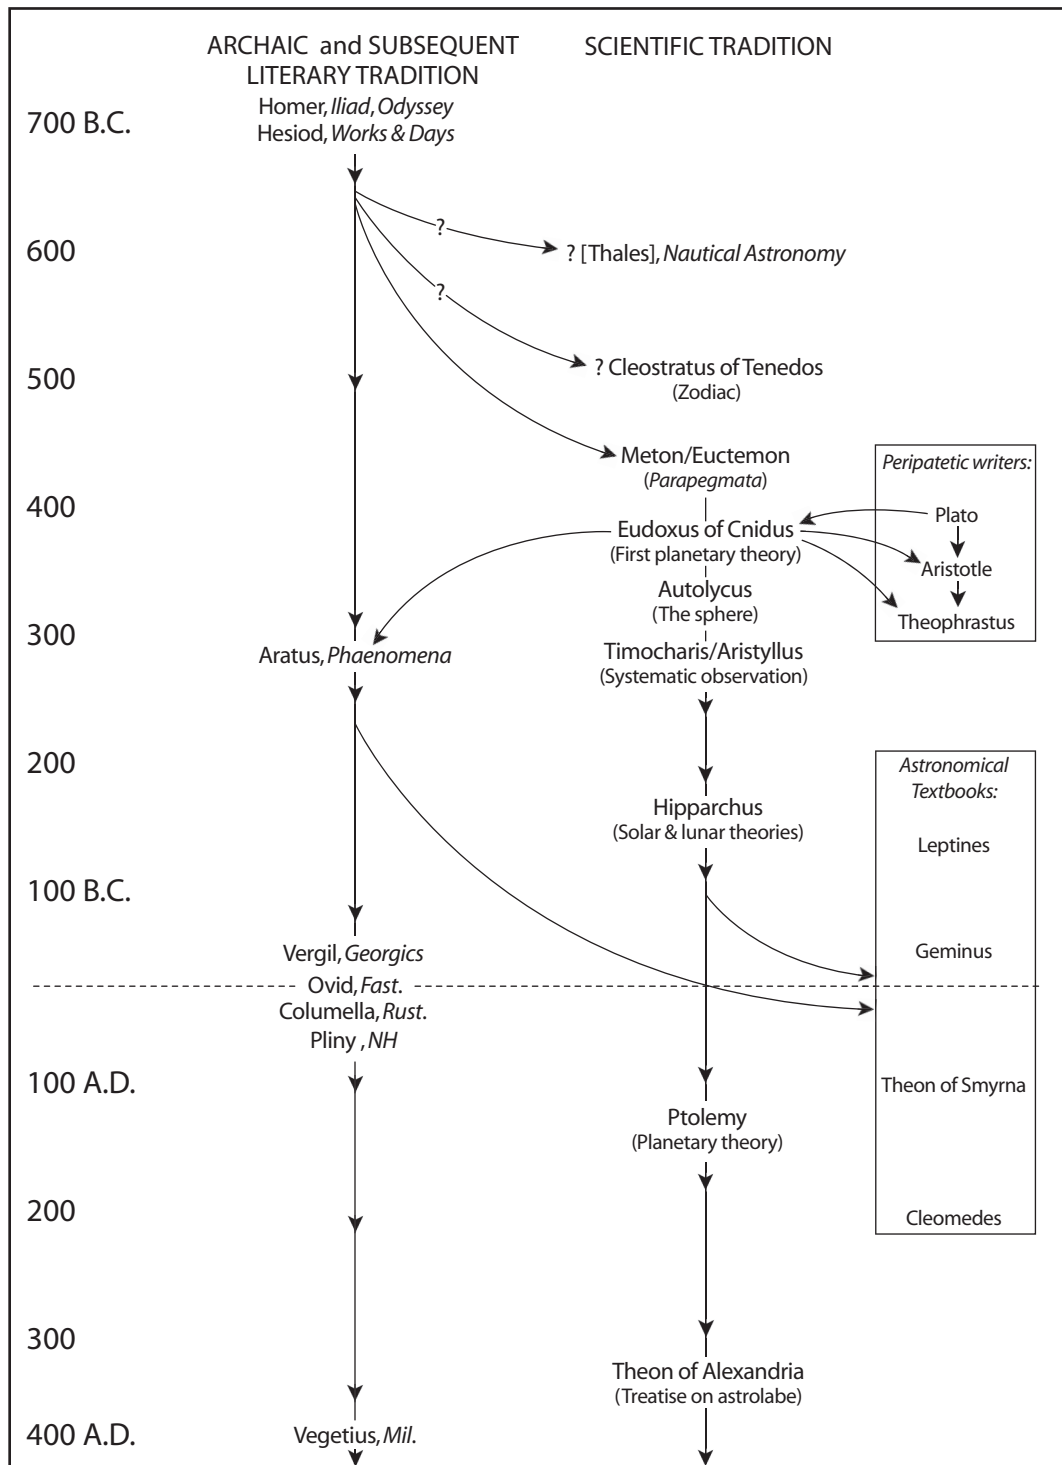 ARCHAIC and SUBSEQUENT
LITERARY TRADITION
SCIENTIFIC TRADITION
Homer, Iliad, Odyssey
700 B.C.
Hesiod, Works & Days
?
600
? [Thales], Nautical Astronomy
?
500
? Cleostratus of Tenedos
(Zodiac)
Meton/Euctemon
(Parapegmata)
Peripatetic writers:
400
Plato
Eudoxus of Cnidus
(First planetary theory)
Aristotle
Autolycus
(The sphere)
Theophrastus
300
Aratus, Phaenomena
Timocharis/Aristyllus
(Systematic observation)
200
Astronomical
Textbooks:
Hipparchus
(Solar & lunar theories)
Leptines
100 B.C.
Vergil, Georgics
Geminus
Ovid, Fast.
Columella, Rust.
Pliny , NH
100 A.D.
Theon of Smyrna
Ptolemy
(Planetary theory)
200
Cleomedes
300
Theon of Alexandria
(Treatise on astrolabe)
400 A.D.
Vegetius, Mil.